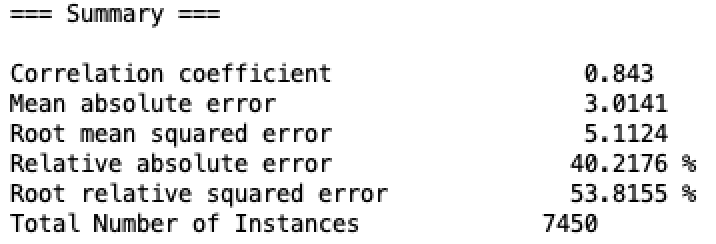 === Summary ===
Correlation coefficient 0.843
Mean absolute error 3.0141
Root mean squared error 5.1124
Relative absolute error 40.2176 %
Root relative squared error 53.8155 %
Total Number of Instances 7450